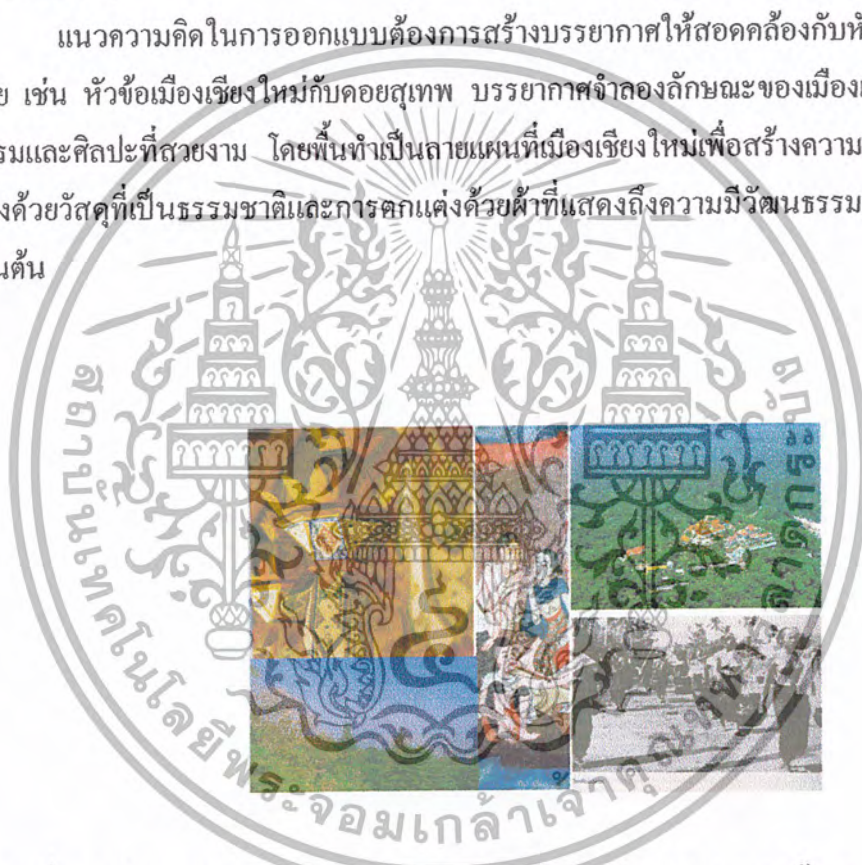 แนวความคิดในการออกแบบต้องการสร้างบรรยากาศให้สอดคล้องกับหั
ย เช่น หัวข้อเมืองเชียงใหม่กับดอยสุเทพ บรรยากาศจำลองลักษณะของเมืองเ
รมและศิลปะที่สวยงาม โดยพื้นทำเป็นลายแผนที่เมืองเชียงใหม่เพื่อสร้างความ
งด้วยวัสดุที่เป็นธรรมชาติและการตกแต่งด้วยผ้าที่แสดงถึงความมีวัฒนธรรม
นต้น
สถาบันเทคโนโลยีพระจอมเกล้าเจ้าคุณทหารลาดกระบัง